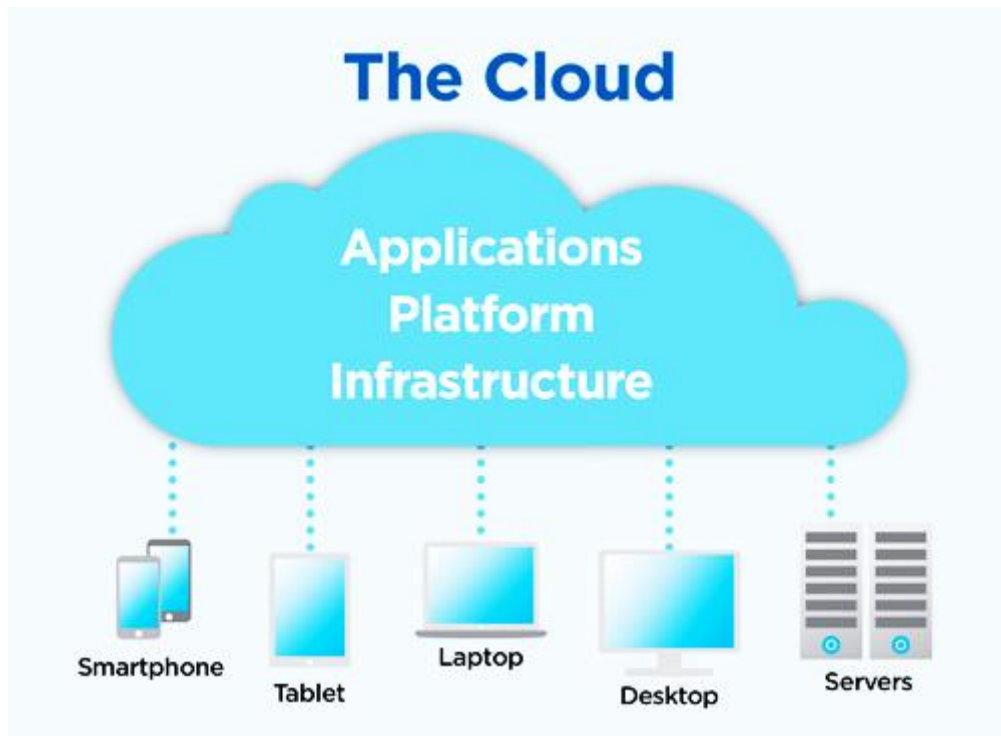 The Cloud
Applications
Platform
Infrastructure
Smartphone
Tablet
Laptop
Desktop
Servers